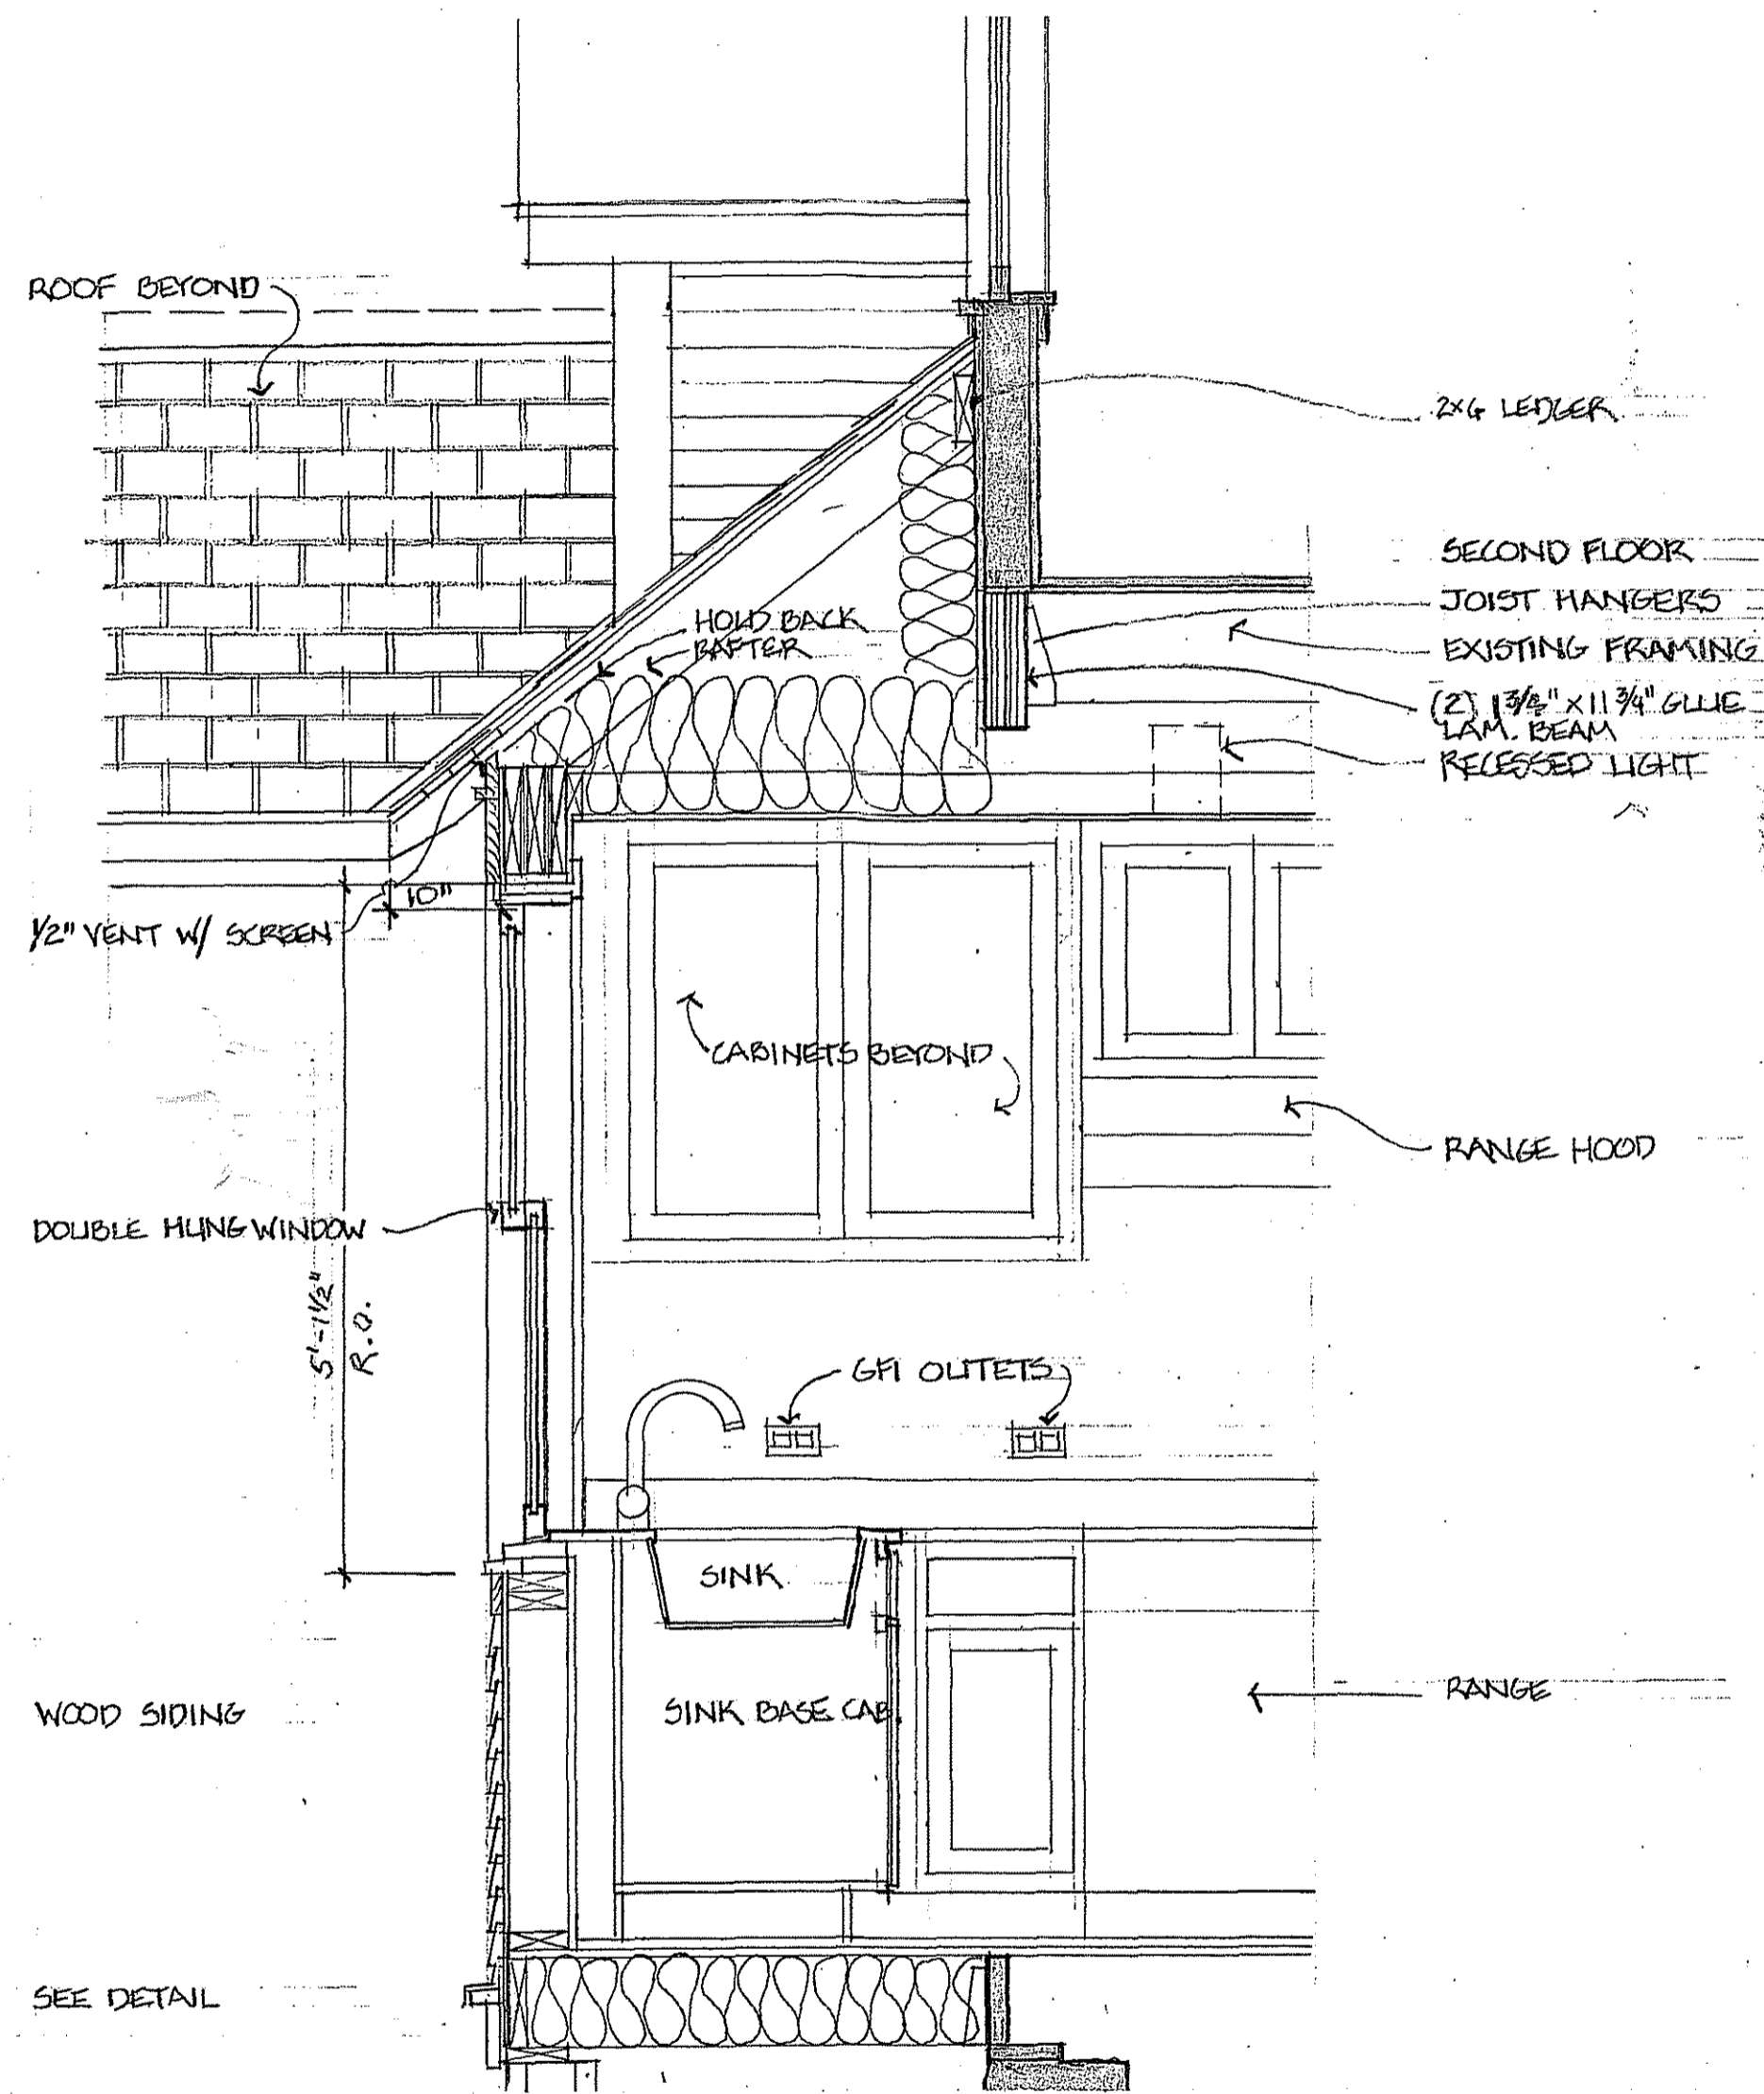 ROOF BEYOND
2x6 LEDGER
SECOND FLOOR
JOIST HANGERS
EXISTING FRAMING
(2) 1 3/8" x 11 3/4" GLUE
LAM. BEAM
RECESSED LIGHT
HOLD BACK
RAFTER
10"
1/2" VENT W/ SCREEN
CABINETS BEYOND
RANGE HOOD
DOUBLE HUNG WINDOW
5'-1 1/2"
R.O.
GFI OUTETS
SINK
SINK BASE CAB.
RANGE
WOOD SIDING
SEE DETAIL